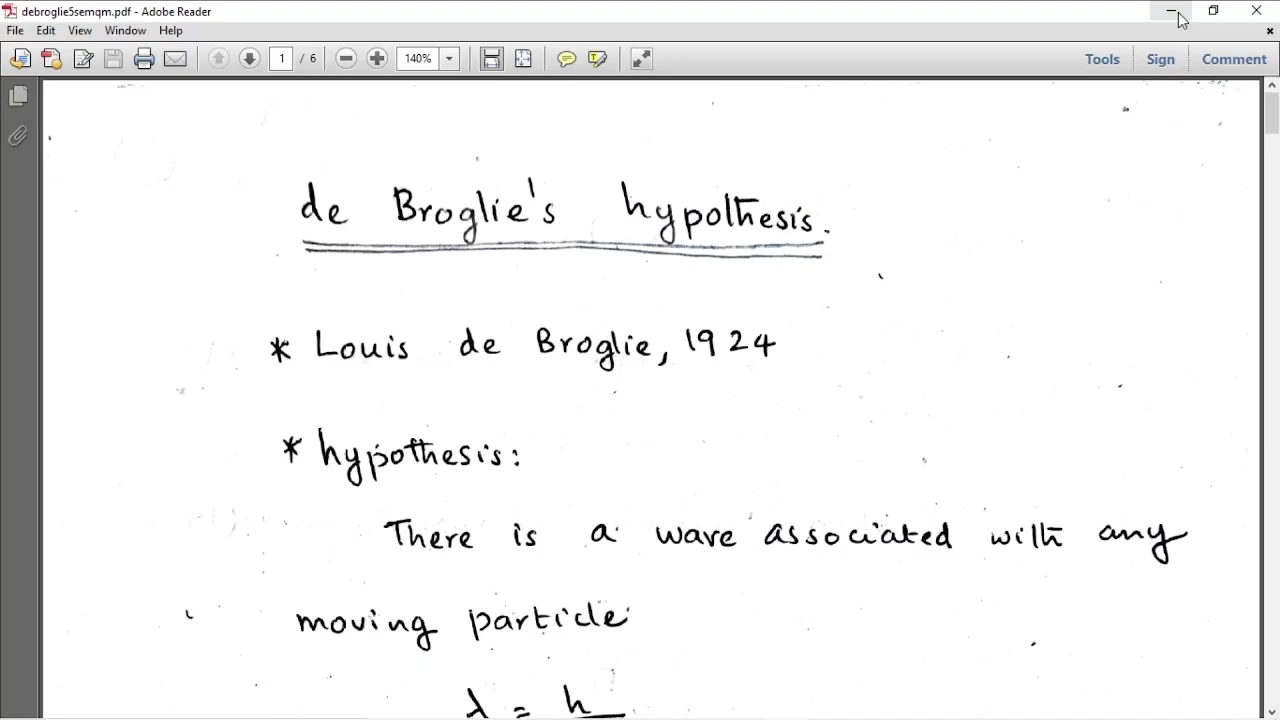 debroglie5semqm.pdf - Adobe Reader
File Edit View Window Help
1 / 6 140% Tools Sign Comment
de Broglie's hypothesis.
* Louis de Broglie, 1924
* hypothesis:
There is a wave associated with any
moving particle
λ = h